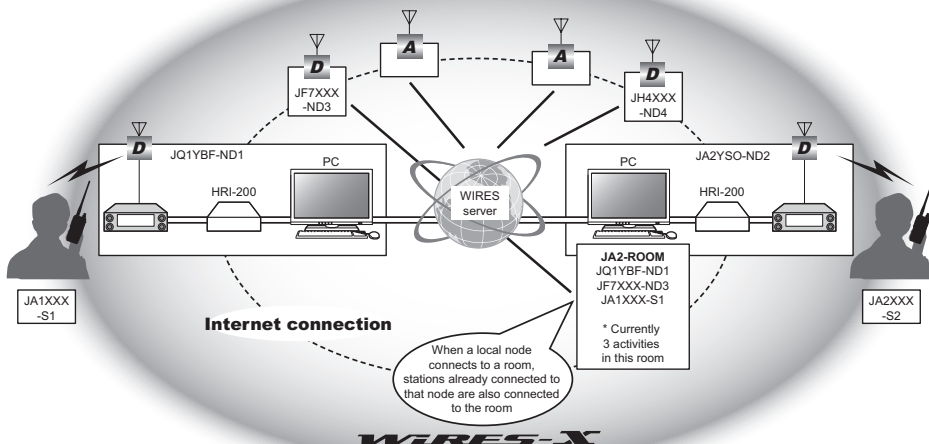 A
A
D
JF7XXX
-ND3
D
JH4XXX
-ND4
D
JQ1YBF-ND1
PC
HRI-200
WIRES
server
PC
JA2YSO-ND2
D
HRI-200
JA1XXX
-S1
JA2XXX
-S2
JA2-ROOM
JQ1YBF-ND1
JF7XXX-ND3
JA1XXX-S1
* Currently
3 activities
in this room
Internet connection
When a local node
connects to a room,
stations already connected to
that node are also connected
to the room
WiRES-X